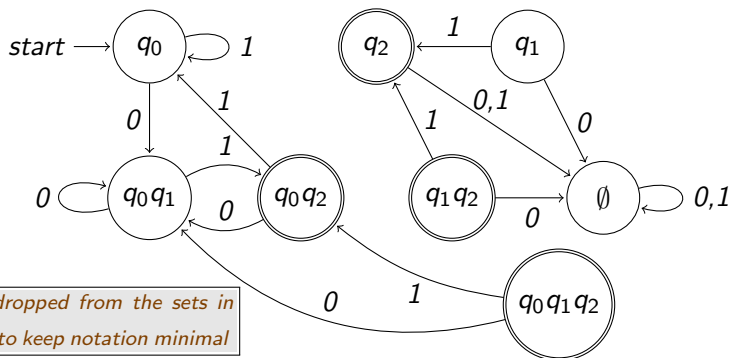 start
q0
1
q2
1
q1
0
1
0,1
0
1
0
q0q1
1
0
q0q2
q1q2
0
∅
0,1
0
1
q0q1q2
dropped from the sets in
to keep notation minimal